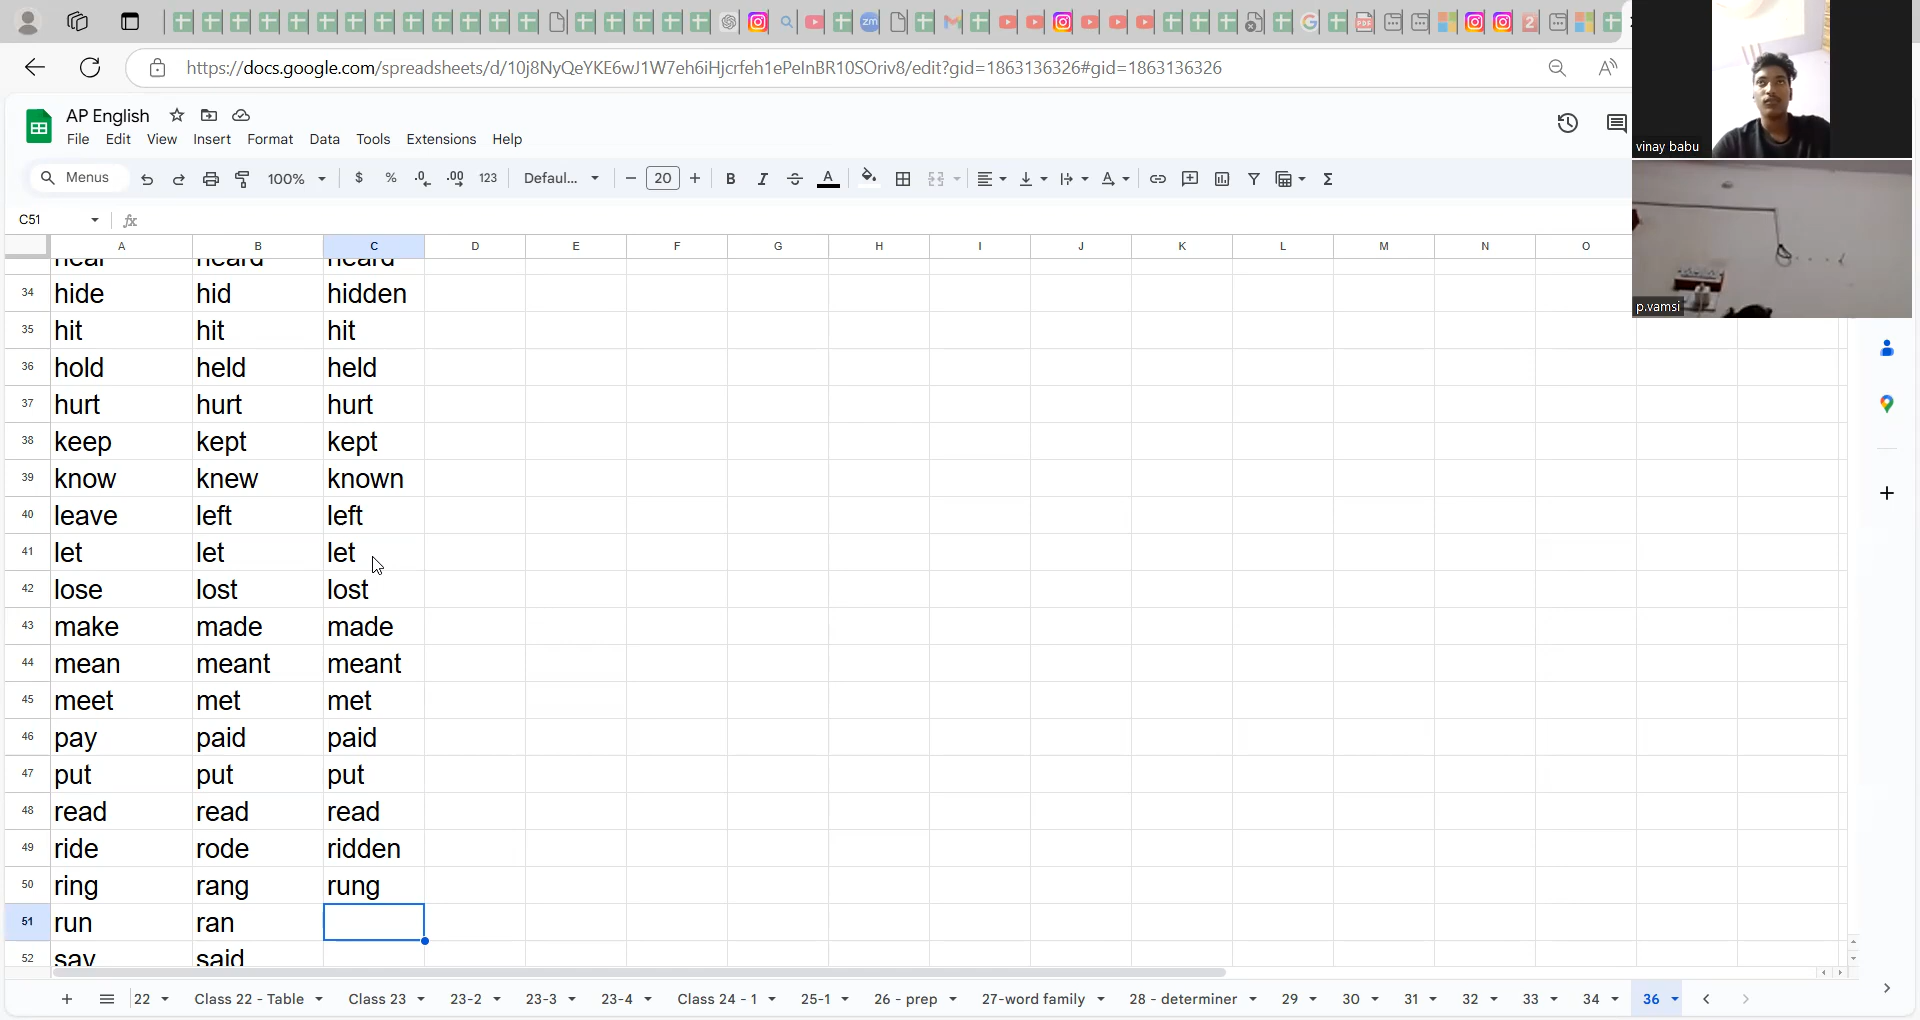 https://docs.google.com/spreadsheets/d/10j8NyQeYKE6wJ1W7eh6iHjcrfeh1ePeInBR10SOriv8/edit?gid=1863136326#gid=1863136326
AP English
File Edit View Insert Format Data Tools Extensions Help
Menus 100% $ % .0 .00 123 Defaul... 20 B I A
C51
A B C D E F G H I J K L M N O
34 hide hid hidden
35 hit hit hit
36 hold held held
37 hurt hurt hurt
38 keep kept kept
39 know knew known
40 leave left left
41 let let let
42 lose lost lost
43 make made made
44 mean meant meant
45 meet met met
46 pay paid paid
47 put put put
48 read read read
49 ride rode ridden
50 ring rang rung
51 run ran
52 say said
22 Class 22 - Table Class 23 23-2 23-3 23-4 Class 24 - 1 25-1 26 - prep 27-word family 28 - determiner 29 30 31 32 33 34 36
vinay babu
p.vamsi